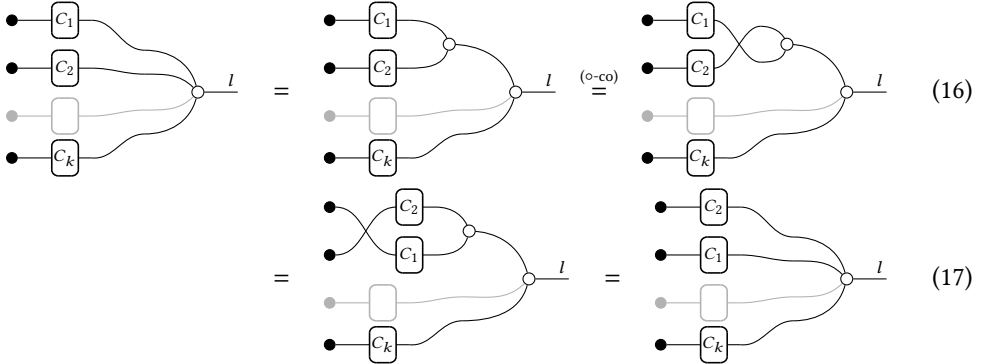 C₁ C₁ C₁
C₂ = C₂ (∘-co) = C₂ (16)
l l l
Cₖ Cₖ Cₖ
C₂ C₂
= C₁ = C₁ (17)
l l
Cₖ Cₖ